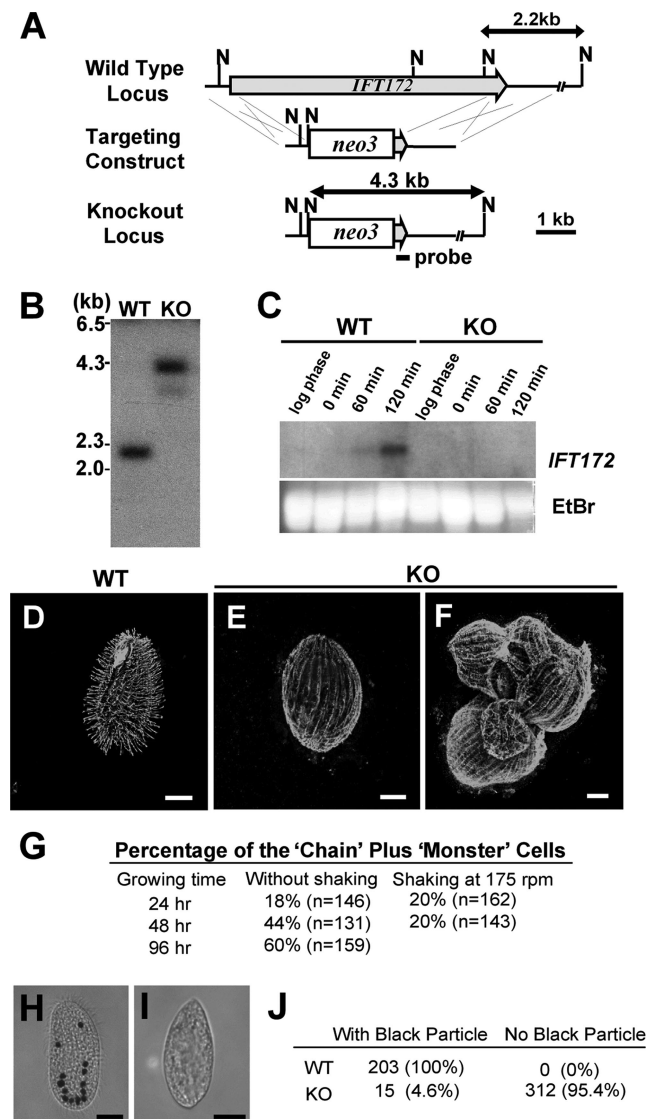 A
2.2kb
N N N N
Wild Type
Locus
IFT172
Targeting
Construct
N N
neo3
4.3 kb
Knockout
Locus
N N N
neo3
1 kb
probe
B
(kb) WT KO
6.5-
4.3-
2.3-
2.0-
C
WT KO
log phase 0 min 60 min 120 min log phase 0 min 60 min 120 min
IFT172
EtBr
WT KO
D E F
G
Percentage of the 'Chain' Plus 'Monster' Cells
Growing time Without shaking Shaking at 175 rpm
24 hr 18% (n=146) 20% (n=162)
48 hr 44% (n=131) 20% (n=143)
96 hr 60% (n=159)
H I J
With Black Particle No Black Particle
WT 203 (100%) 0 (0%)
KO 15 (4.6%) 312 (95.4%)